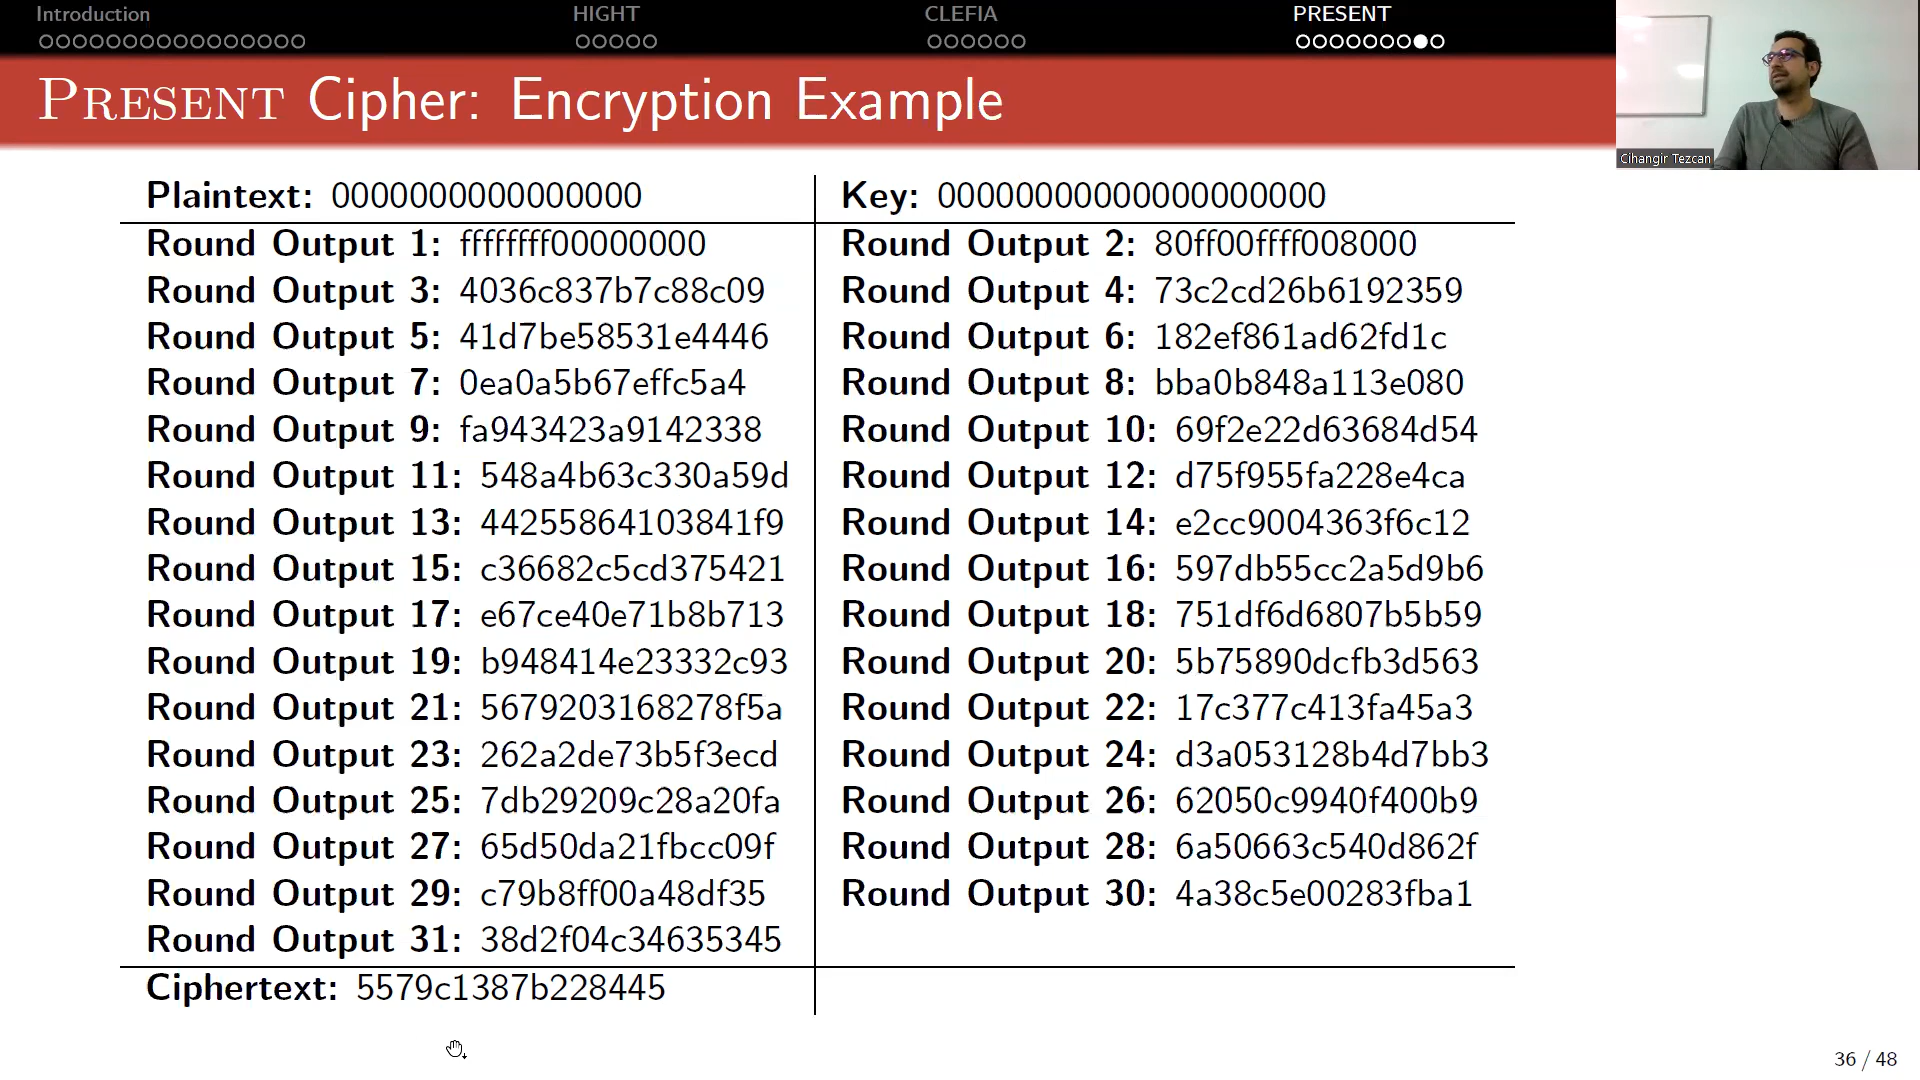 Introduction HIGHT CLEFIA PRESENT
PRESENT Cipher: Encryption Example
Cihangir Tezcan
Plaintext: 0000000000000000 Key: 00000000000000000000
Round Output 1: ffffffff00000000 Round Output 2: 80ff00ffff008000
Round Output 3: 4036c837b7c88c09 Round Output 4: 73c2cd26b6192359
Round Output 5: 41d7be58531e4446 Round Output 6: 182ef861ad62fd1c
Round Output 7: 0ea0a5b67effc5a4 Round Output 8: bba0b848a113e080
Round Output 9: fa943423a9142338 Round Output 10: 69f2e22d63684d54
Round Output 11: 548a4b63c330a59d Round Output 12: d75f955fa228e4ca
Round Output 13: 44255864103841f9 Round Output 14: e2cc9004363f6c12
Round Output 15: c36682c5cd375421 Round Output 16: 597db55cc2a5d9b6
Round Output 17: e67ce40e71b8b713 Round Output 18: 751df6d6807b5b59
Round Output 19: b948414e23332c93 Round Output 20: 5b75890dcfb3d563
Round Output 21: 5679203168278f5a Round Output 22: 17c377c413fa45a3
Round Output 23: 262a2de73b5f3ecd Round Output 24: d3a053128b4d7bb3
Round Output 25: 7db29209c28a20fa Round Output 26: 62050c9940f400b9
Round Output 27: 65d50da21fbcc09f Round Output 28: 6a50663c540d862f
Round Output 29: c79b8ff00a48df35 Round Output 30: 4a38c5e00283fba1
Round Output 31: 38d2f04c34635345
Ciphertext: 5579c1387b228445
36 / 48